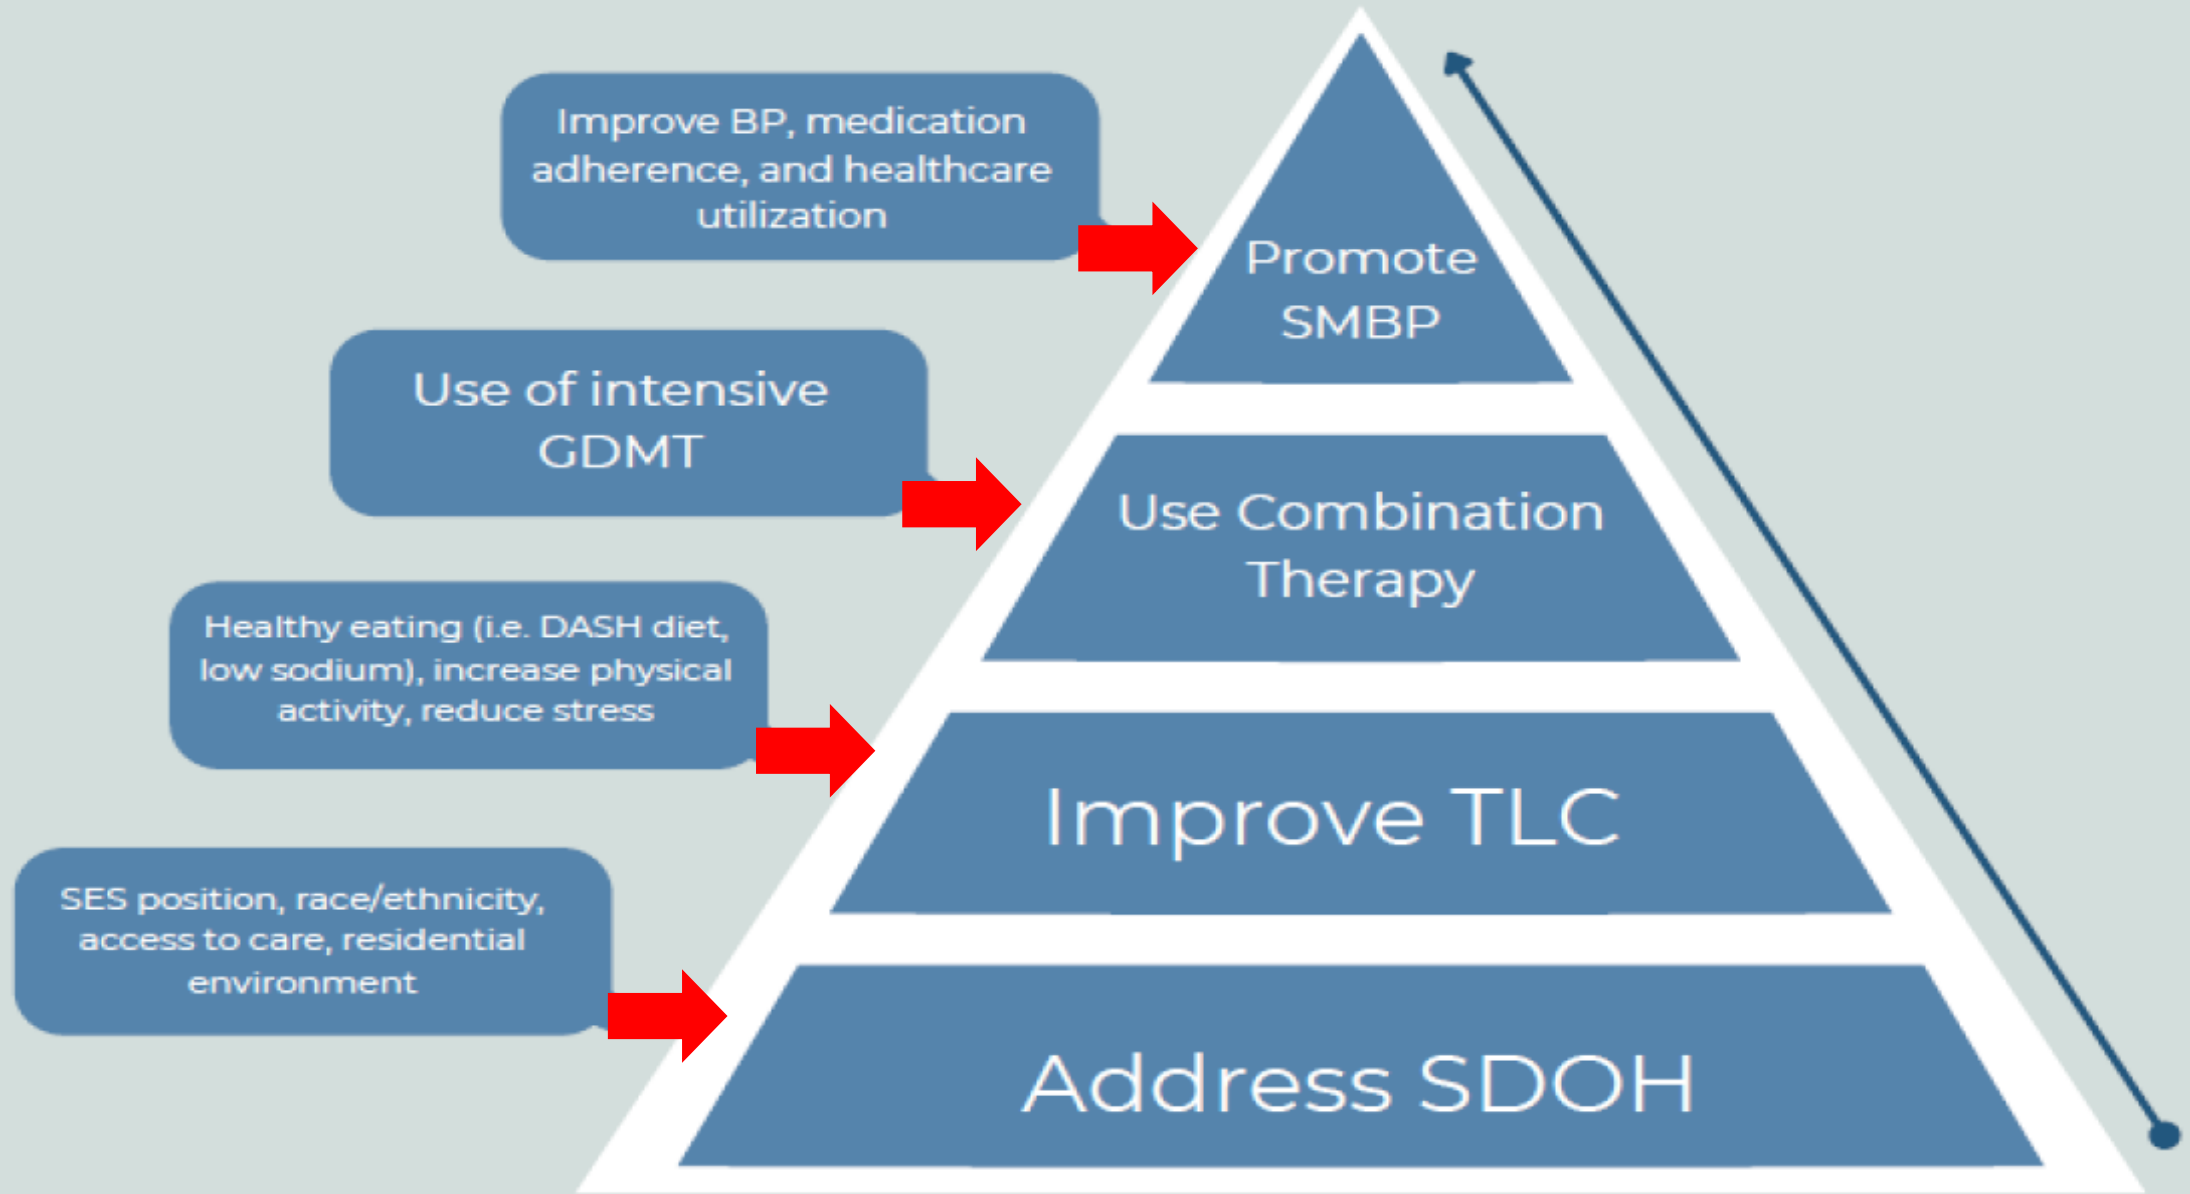 Improve BP, medication
adherence, and healthcare
utilization
Promote
SMBP
Use of intensive
GDMT
Use Combination
Therapy
Healthy eating (i.e. DASH diet,
low sodium), increase physical
activity, reduce stress
Improve TLC
SES position, race/ethnicity,
access to care, residential
environment
Address SDOH